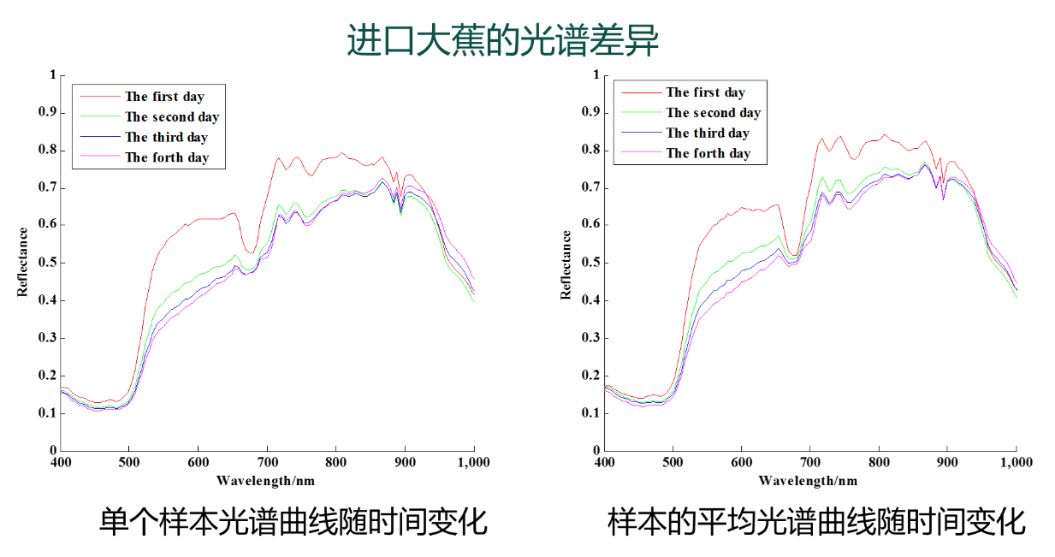 进口大蕉的光谱差异
1
0.9
0.8
0.7
0.6
0.5
0.4
0.3
0.2
0.1
0
Reflectance
The first day
The second day
The third day
The forth day
400 500 600 700 800 900 1,000
Wavelength/nm
单个样本光谱曲线随时间变化
1
0.9
0.8
0.7
0.6
0.5
0.4
0.3
0.2
0.1
0
Reflectance
The first day
The second day
The third day
The forth day
400 500 600 700 800 900 1,000
Wavelength/nm
样本的平均光谱曲线随时间变化